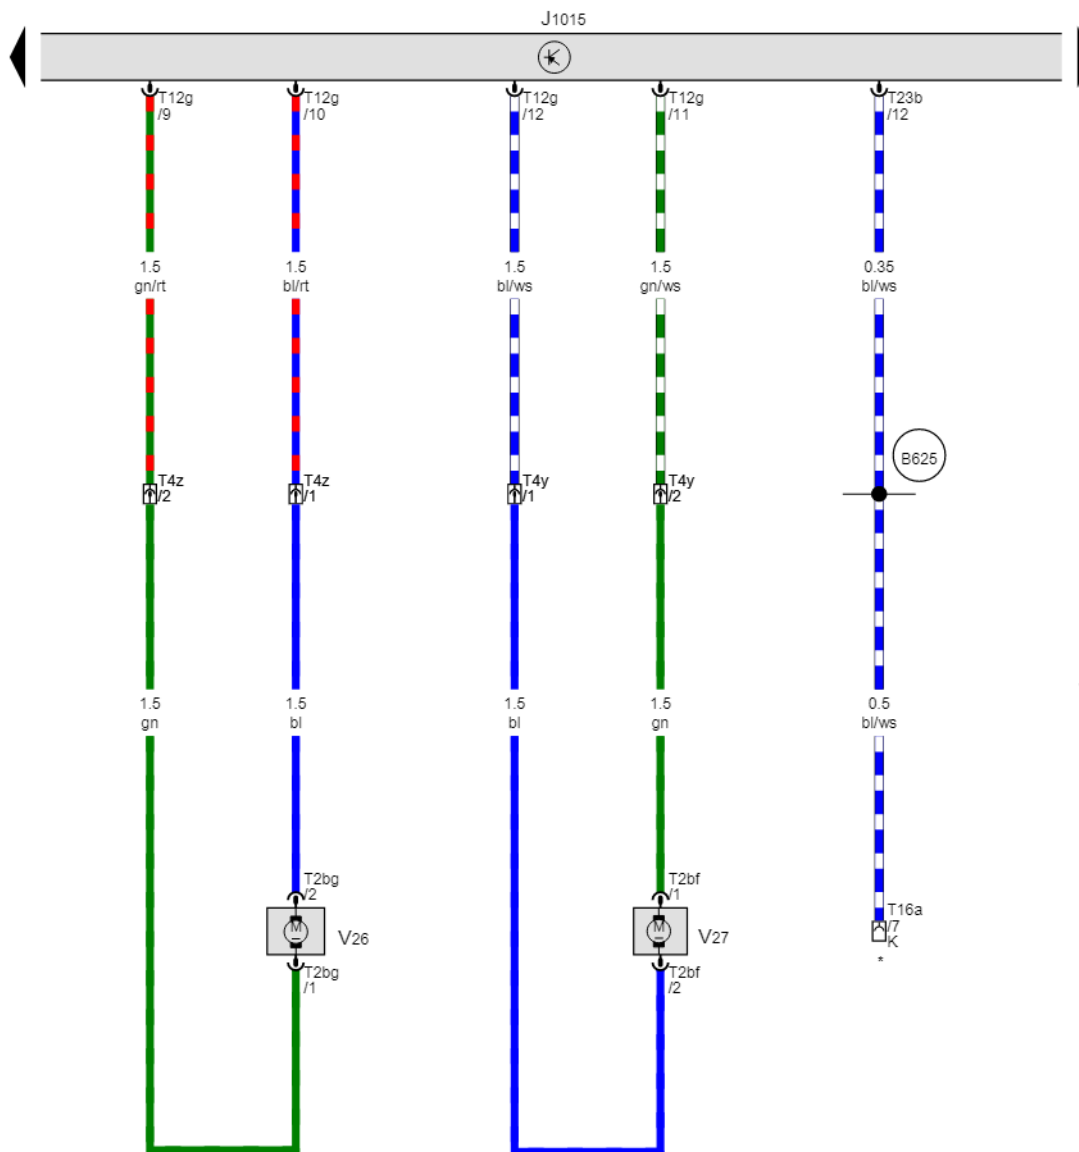 J1015
T12g
/9
T12g
/10
T12g
/12
T12g
/11
T23b
/12
1.5
gn/rt
1.5
bl/rt
1.5
bl/ws
1.5
gn/ws
0.35
bl/ws
B625
T4z
/2
T4z
/1
T4y
/1
T4y
/2
1.5
gn
1.5
bl
1.5
bl
1.5
gn
0.5
bl/ws
T2bg
/2
M
V26
T2bg
/1
T2bf
/1
M
V27
T2bf
/2
T16a
/7
K
*